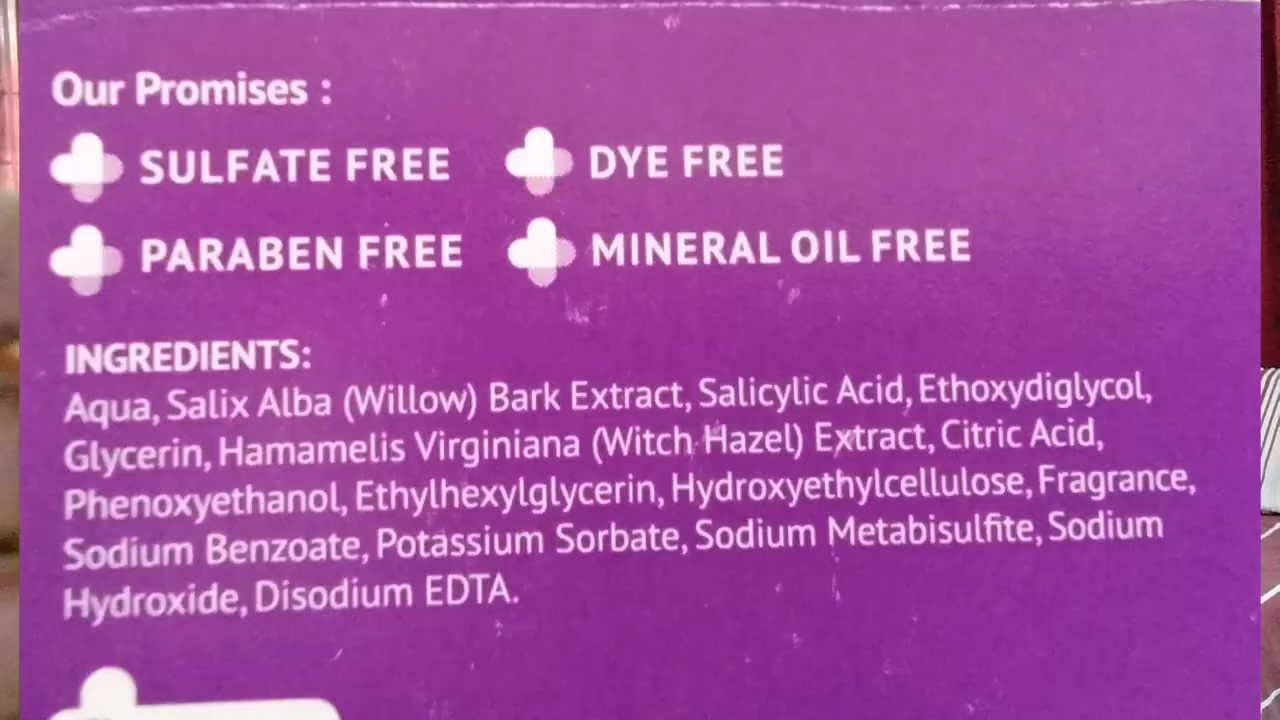 Our Promises :
SULFATE FREE
DYE FREE
PARABEN FREE
MINERAL OIL FREE
INGREDIENTS:
Aqua, Salix Alba (Willow) Bark Extract, Salicylic Acid, Ethoxydiglycol,
Glycerin, Hamamelis Virginiana (Witch Hazel) Extract, Citric Acid,
Phenoxyethanol, Ethylhexylglycerin, Hydroxyethylcellulose, Fragrance,
Sodium Benzoate, Potassium Sorbate, Sodium Metabisulfite, Sodium
Hydroxide, Disodium EDTA.